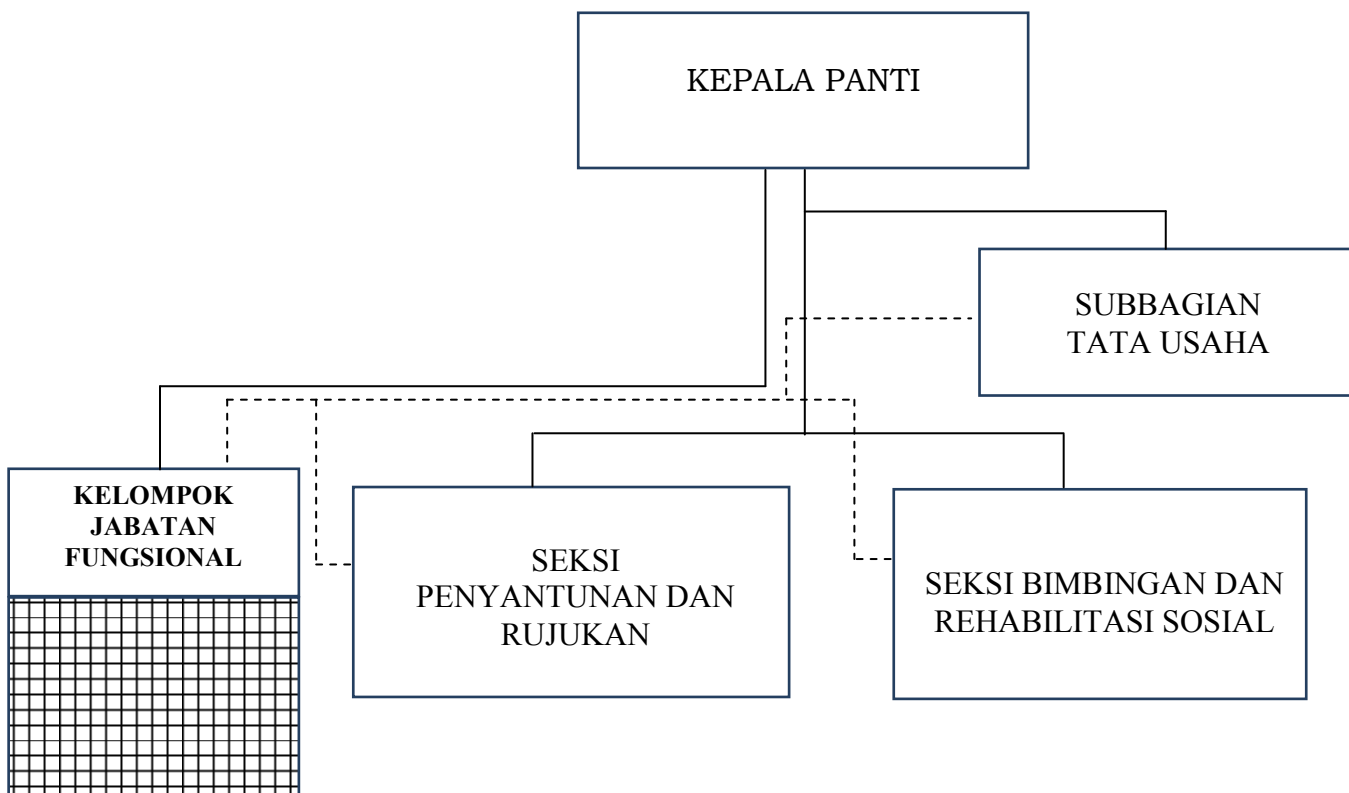 KEPALA PANTI
SUBBAGIAN
TATA USAHA
KELOMPOK
JABATAN
FUNGSIONAL
SEKSI
PENYANTUNAN DAN
RUJUKAN
SEKSI BIMBINGAN DAN
REHABILITASI SOSIAL